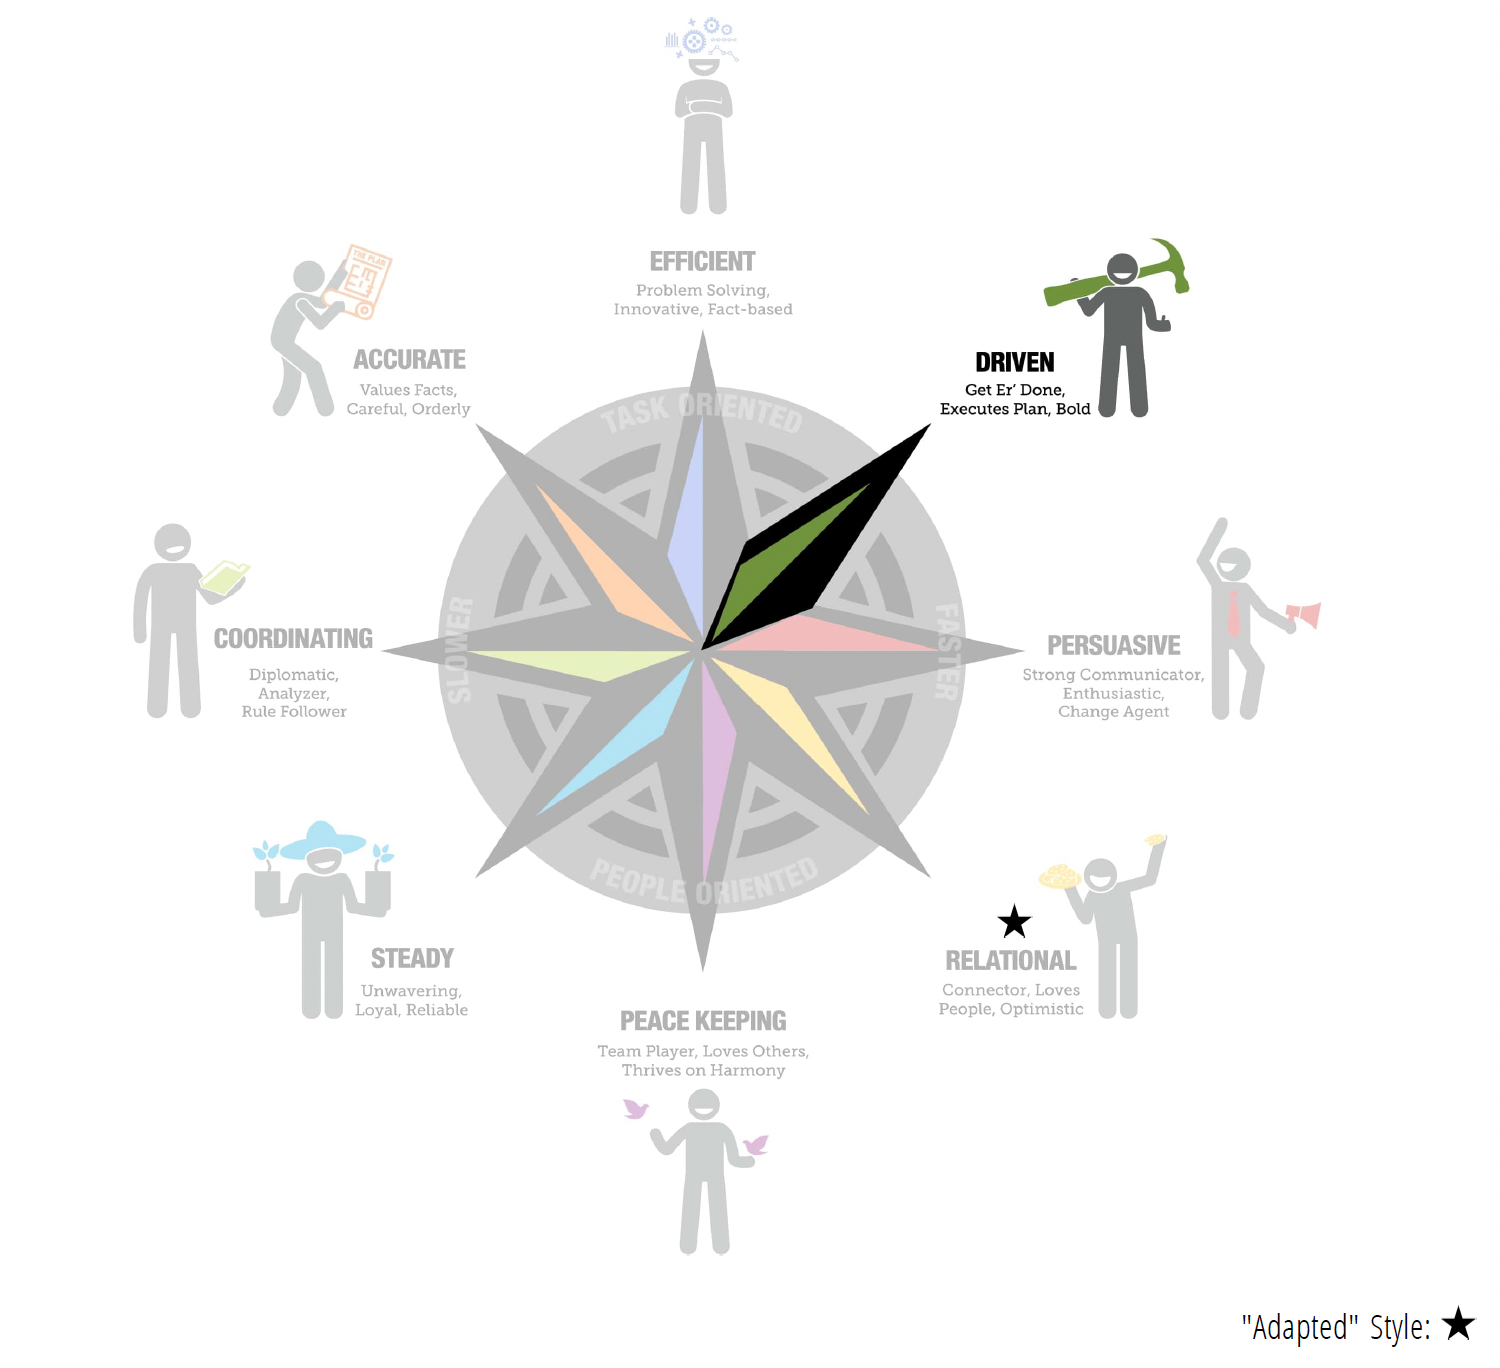 EFFICIENT
Problem Solving,
Innovative, Fact-based
THE PLAN
ACCURATE
Values Facts,
Careful, Orderly
DRIVEN
Get Er’ Done,
Executes Plan, Bold
TASK ORIENTED
SLOWER
FASTER
COORDINATING
Diplomatic,
Analyzer,
Rule Follower
PERSUASIVE
Strong Communicator,
Enthusiastic,
Change Agent
PEOPLE ORIENTED
STEADY
Unwavering,
Loyal, Reliable
RELATIONAL
Connector, Loves
People, Optimistic
PEACE KEEPING
Team Player, Loves Others,
Thrives on Harmony
"Adapted" Style: